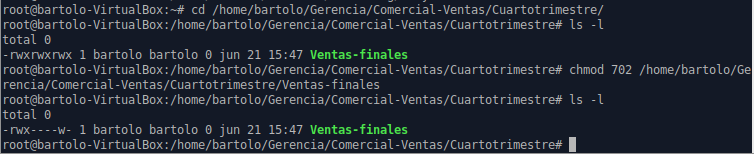 root@bartolo-VirtualBox:~# cd /home/bartolo/Gerencia/Comercial-Ventas/Cuartotrimestre/
root@bartolo-VirtualBox:/home/bartolo/Gerencia/Comercial-Ventas/Cuartotrimestre# ls -l
total 0
-rwxrwxrwx 1 bartolo bartolo 0 jun 21 15:47 Ventas-finales
root@bartolo-VirtualBox:/home/bartolo/Gerencia/Comercial-Ventas/Cuartotrimestre# chmod 702 /home/bartolo/Ge
rencia/Comercial-Ventas/Cuartotrimestre/Ventas-finales
root@bartolo-VirtualBox:/home/bartolo/Gerencia/Comercial-Ventas/Cuartotrimestre# ls -l
total 0
-rwx----w- 1 bartolo bartolo 0 jun 21 15:47 Ventas-finales
root@bartolo-VirtualBox:/home/bartolo/Gerencia/Comercial-Ventas/Cuartotrimestre#